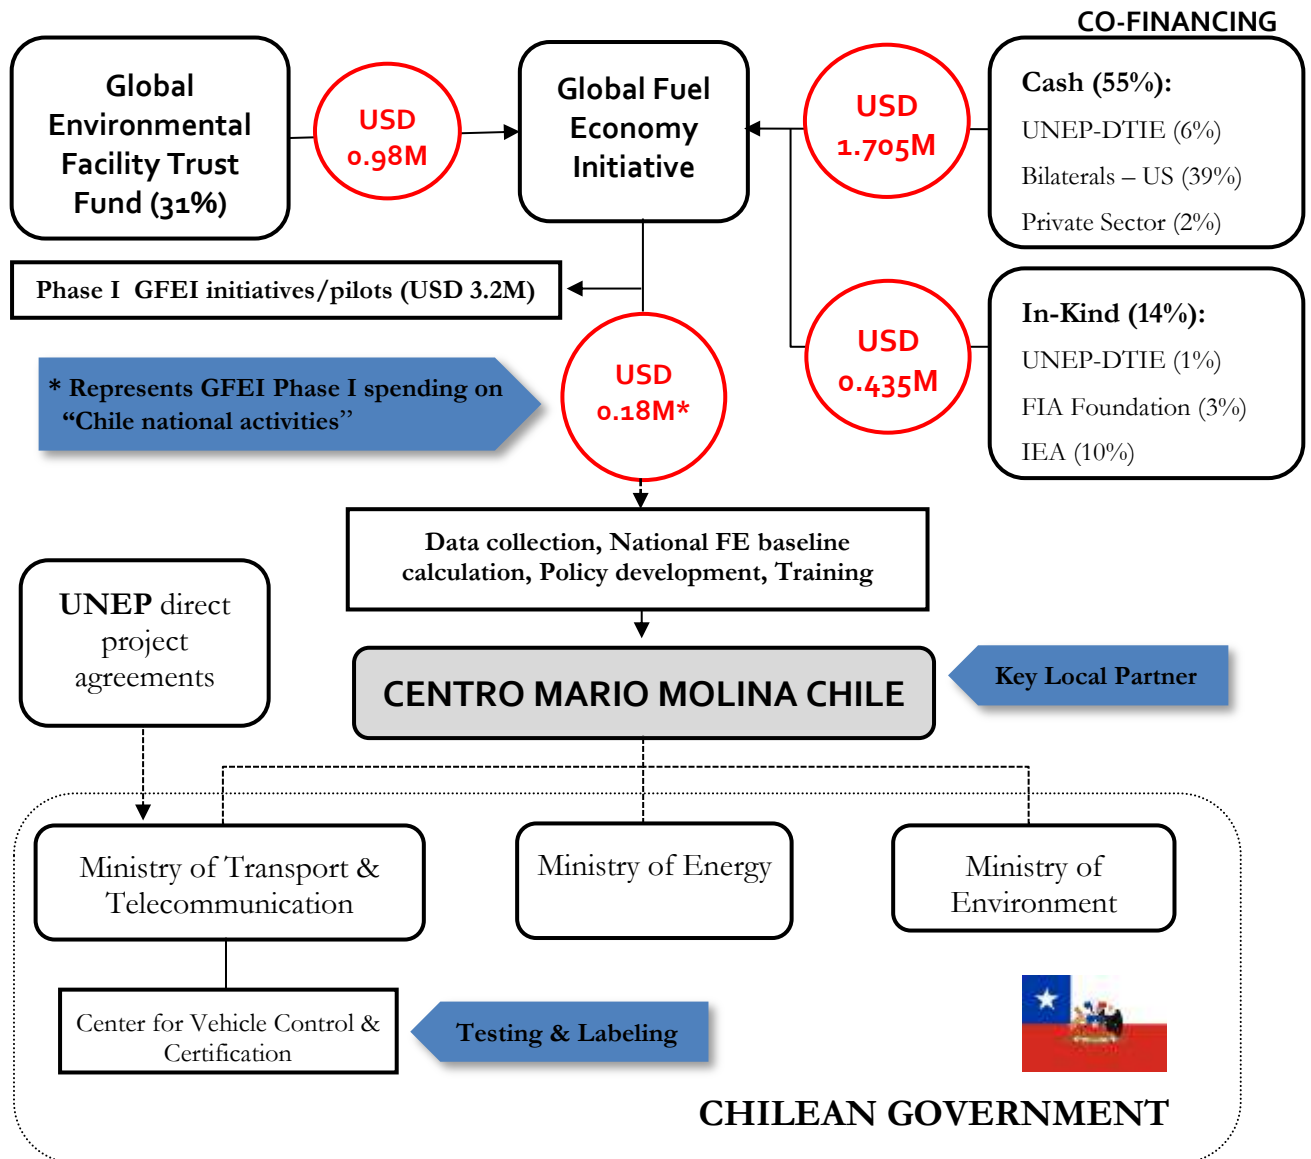 CO-FINANCING
Global
Environmental
Facility Trust
Fund (31%)
USD
0.98M
Global Fuel
Economy
Initiative
USD
1.705M
Cash (55%):
UNEP-DTIE (6%)
Bilaterals – US (39%)
Private Sector (2%)
Phase I GFEI initiatives/pilots (USD 3.2M)
* Represents GFEI Phase I spending on
“Chile national activities”
USD
0.18M*
USD
0.435M
In-Kind (14%):
UNEP-DTIE (1%)
FIA Foundation (3%)
IEA (10%)
Data collection, National FE baseline
calculation, Policy development, Training
UNEP direct
project
agreements
CENTRO MARIO MOLINA CHILE
Key Local Partner
Ministry of Transport &
Telecommunication
Ministry of Energy
Ministry of
Environment
Center for Vehicle Control &
Certification
Testing & Labeling
CHILEAN GOVERNMENT